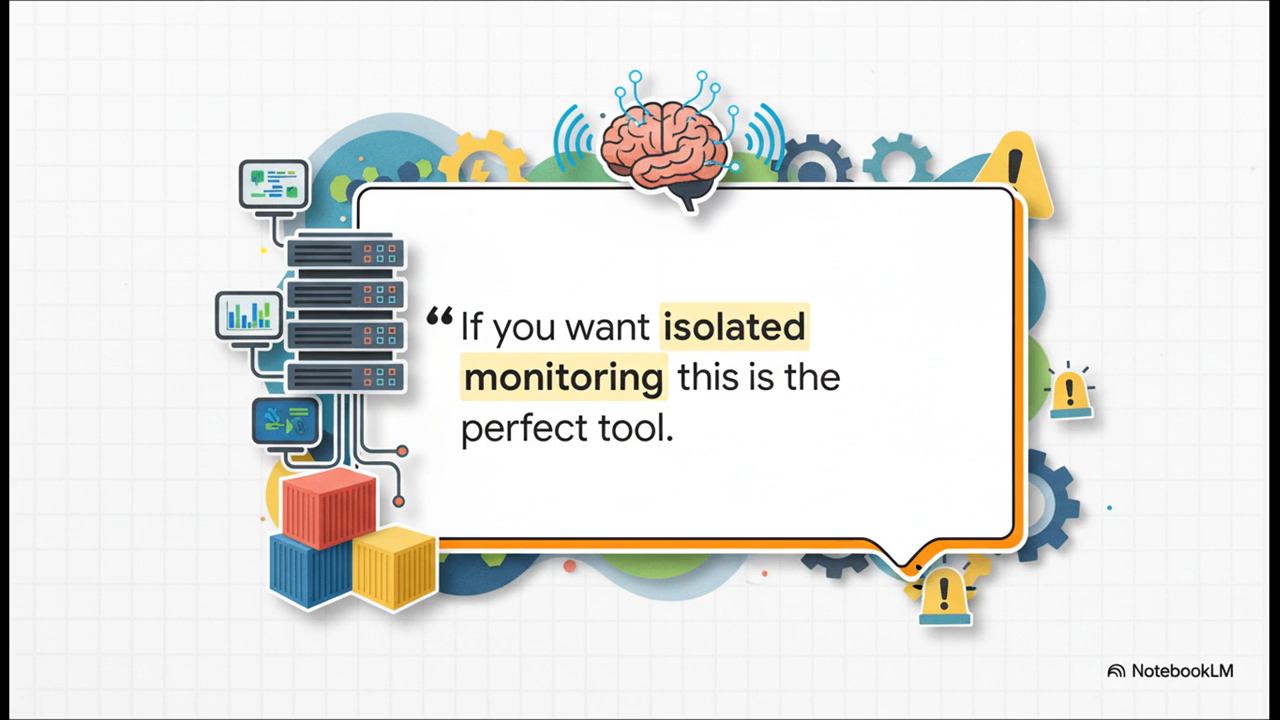 “If you want isolated
monitoring this is the
perfect tool.
NotebookLM